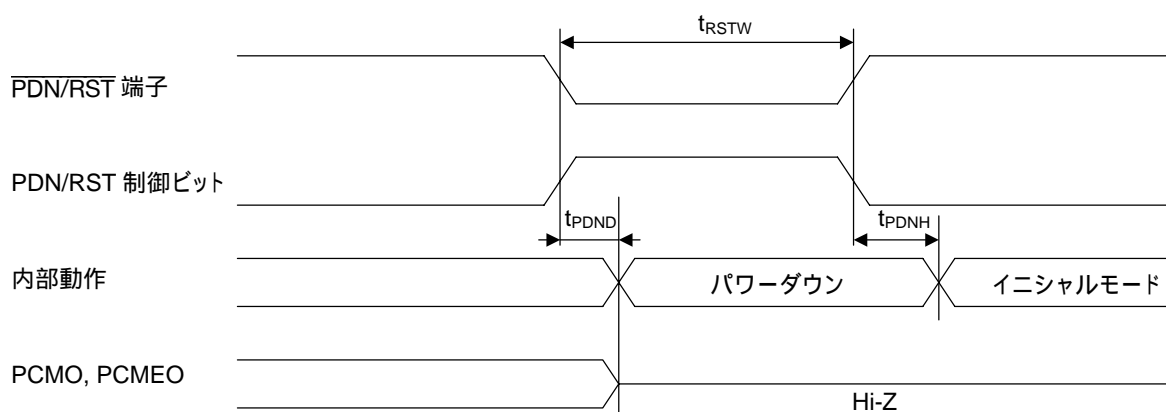 tRSTW
PDN/RST 端子
PDN/RST 制御ビット
tPDND
tPDNH
内部動作
パワーダウン
イニシャルモード
PCMO, PCMEO
Hi-Z